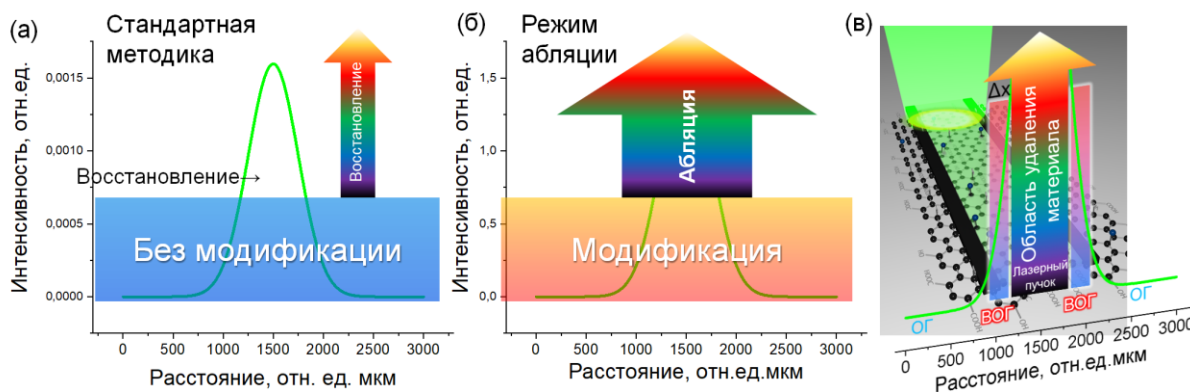 (а)
Стандартная
методика
Интенсивность, отн.ед.
0,0015
0,0010
0,0005
0,0000
Восстановление→
Восстановление
Без модификации
0 500 1000 1500 2000 2500 3000
Расстояние, отн. ед. мкм
(б)
Режим
абляции
Интенсивность, отн.ед.
1,5
1,0
0,5
0,0
Абляция
Модификация
0 500 1000 1500 2000 2500 3000
Расстояние, отн.ед.мкм
(в)
Δx
Область удаления
материала
Лазерный
пучок
ОГ
ВОГ
ВОГ
ОГ
COOH
OH
OH
0 500 1000 1500 2000 2500 3000
Расстояние, отн.ед.мкм